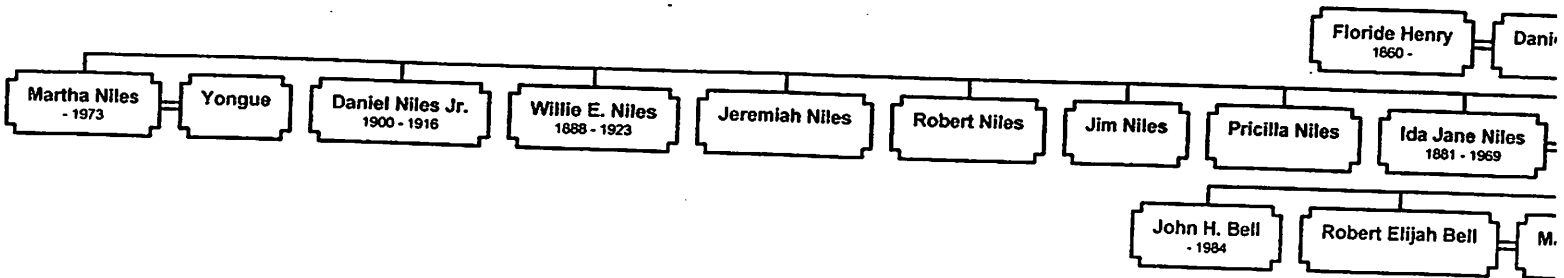 Floride Henry
1860 -
Martha Niles
- 1973
Yongue
Daniel Niles Jr.
1900 - 1916
Willie E. Niles
1888 - 1923
Jeremiah Niles
Robert Niles
Jim Niles
Pricilla Niles
Ida Jane Niles
1881 - 1969
John H. Bell
- 1984
Robert Elijah Bell